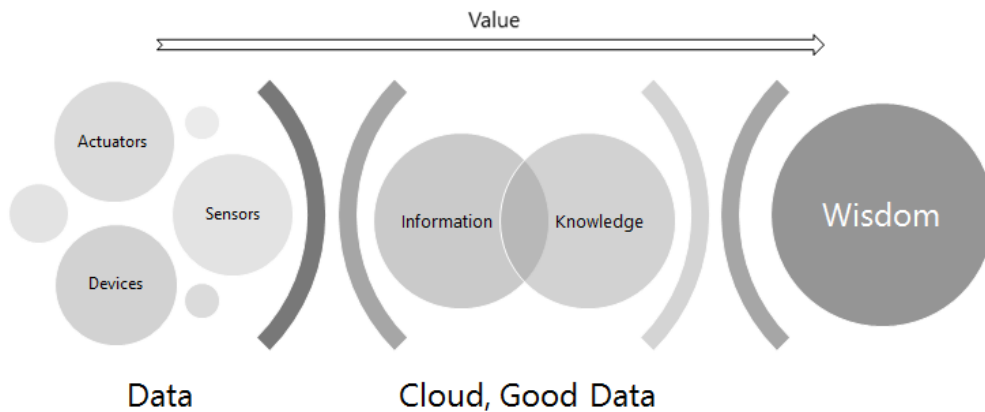 Value
Actuators
Sensors
Devices
Information
Knowledge
Wisdom
Data
Cloud, Good Data